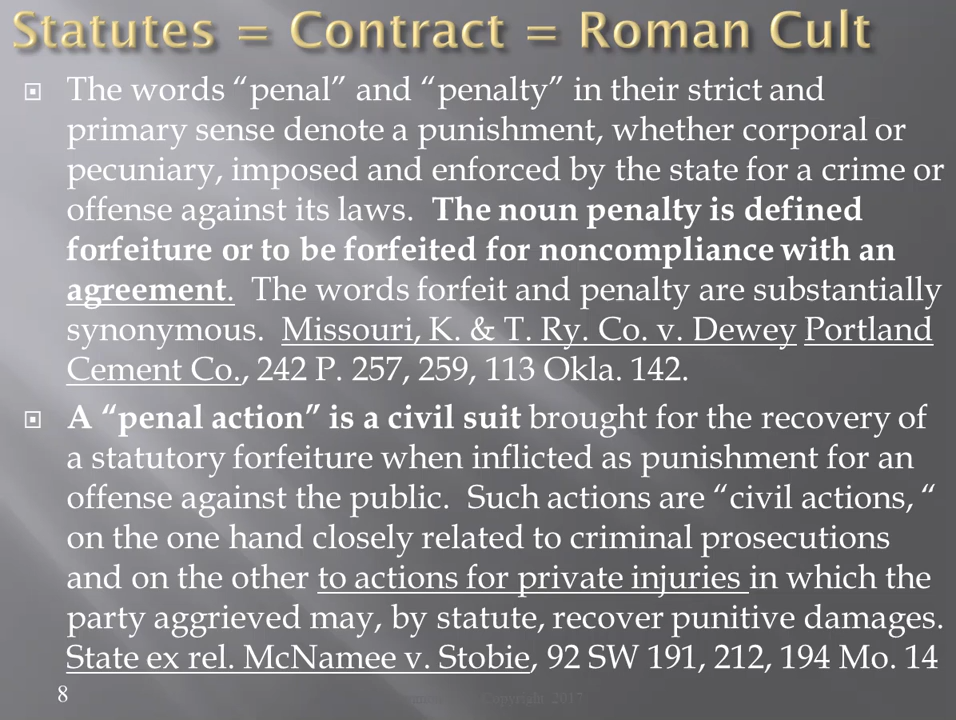 Statutes = Contract = Roman Cult
The words “penal” and “penalty” in their strict and
primary sense denote a punishment, whether corporal or
pecuniary, imposed and enforced by the state for a crime or
offense against its laws. The noun penalty is defined
forfeiture or to be forfeited for noncompliance with an
agreement. The words forfeit and penalty are substantially
synonymous. Missouri, K. & T. Ry. Co. v. Dewey Portland
Cement Co., 242 P. 257, 259, 113 Okla. 142.
A “penal action” is a civil suit brought for the recovery of
a statutory forfeiture when inflicted as punishment for an
offense against the public. Such actions are “civil actions, “
on the one hand closely related to criminal prosecutions
and on the other to actions for private injuries in which the
party aggrieved may, by statute, recover punitive damages.
State ex rel. McNamee v. Stobie, 92 SW 191, 212, 194 Mo. 14
8 Copyright 2017